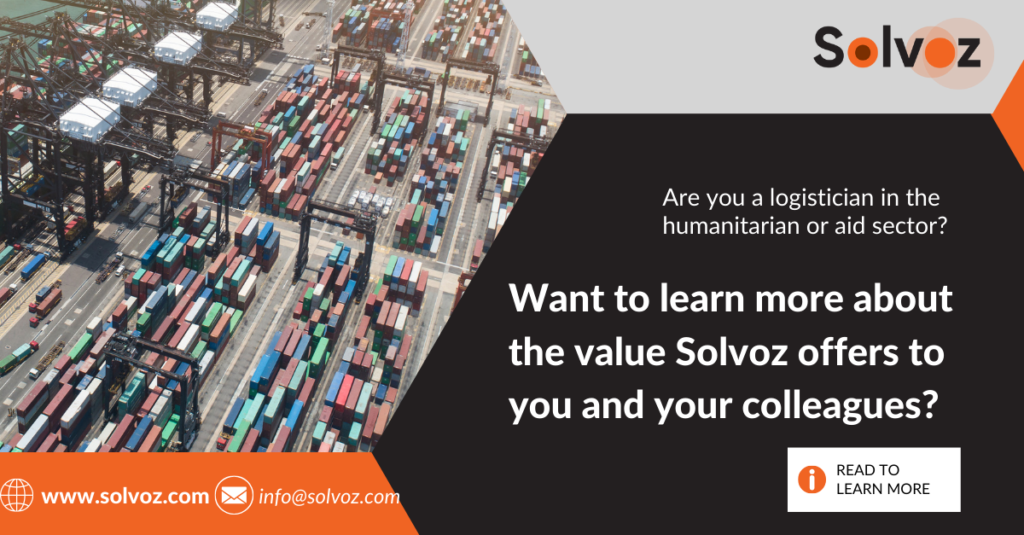 Solvoz
Are you a logistician in the
humanitarian or aid sector?
Want to learn more about
the value Solvoz offers to
you and your colleagues?
READ TO
LEARN MORE
www.solvoz.com
info@solvoz.com